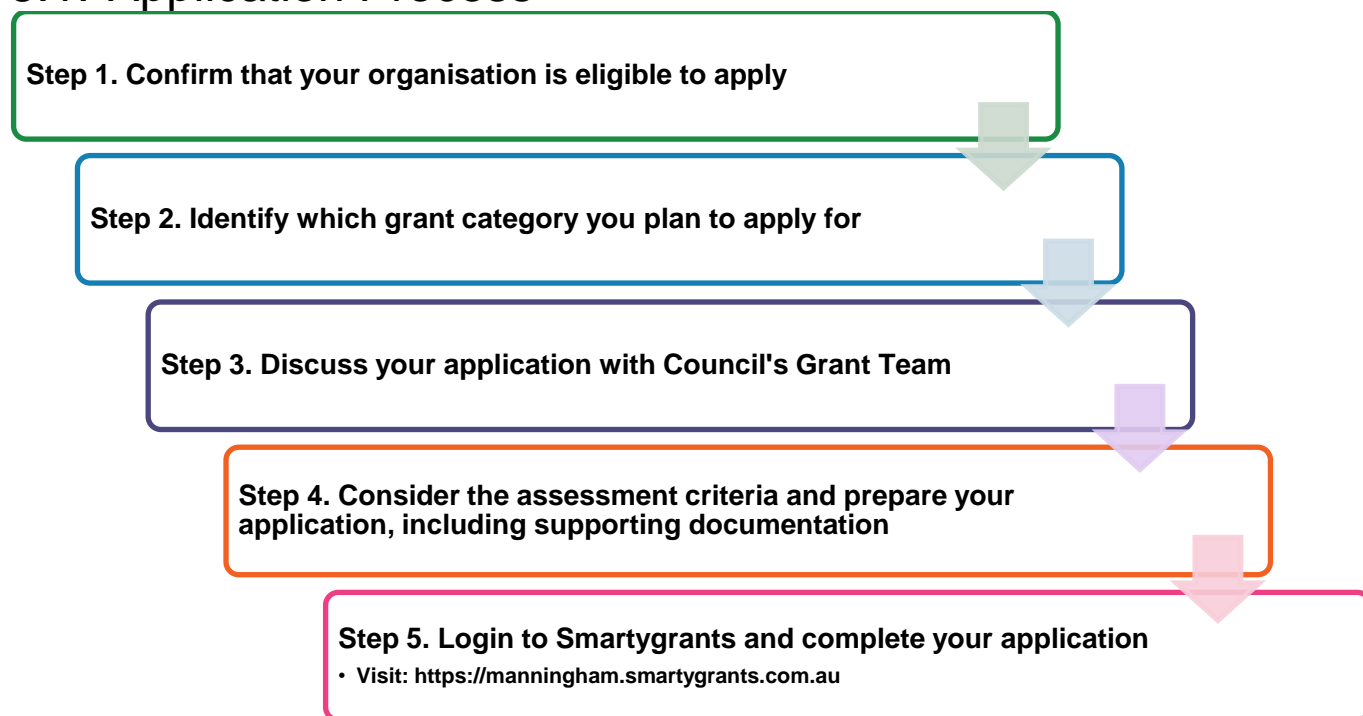 Application Process
Step 1. Confirm that your organisation is eligible to apply
Step 2. Identify which grant category you plan to apply for
Step 3. Discuss your application with Council's Grant Team
Step 4. Consider the assessment criteria and prepare your
application, including supporting documentation
Step 5. Login to Smartygrants and complete your application
• Visit: https://manningham.smartygrants.com.au